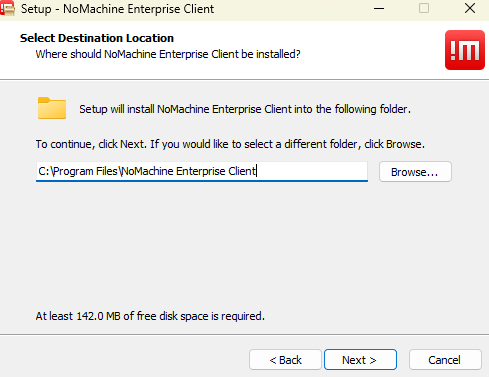 Setup - NoMachine Enterprise Client
Select Destination Location
Where should NoMachine Enterprise Client be installed?
!m
Setup will install NoMachine Enterprise Client into the following folder.
To continue, click Next. If you would like to select a different folder, click Browse.
C:\Program Files\NoMachine Enterprise Client
Browse...
At least 142.0 MB of free disk space is required.
< Back
Next >
Cancel